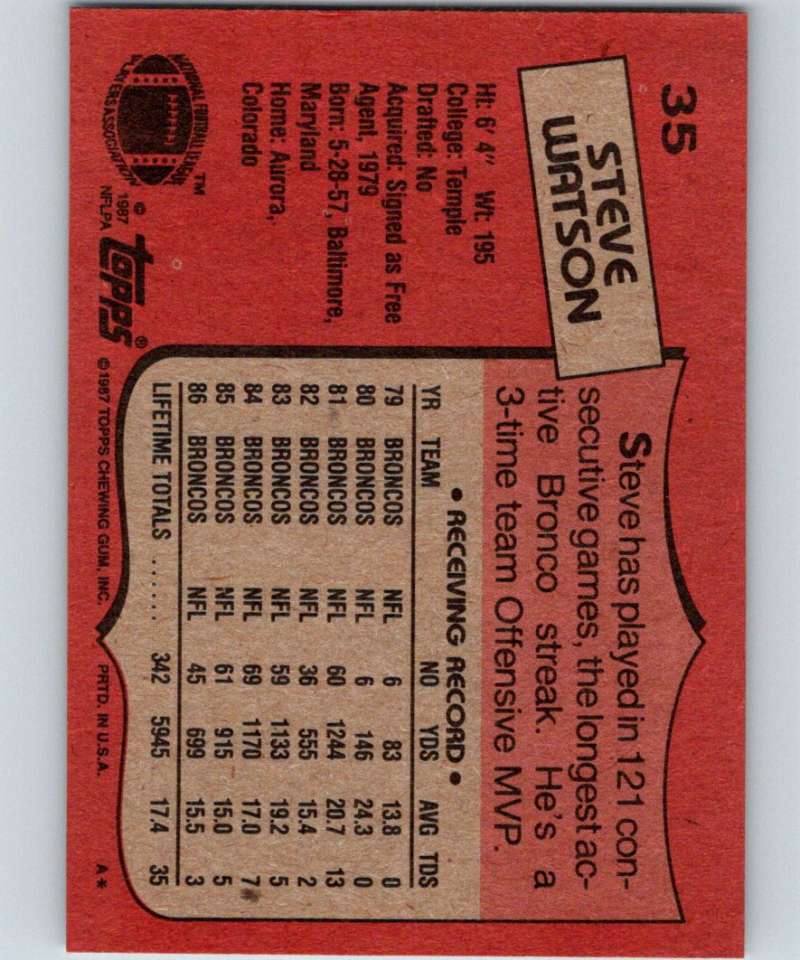 35
STEVE
WATSON
Ht: 6' 4" Wt: 195
College: Temple
Drafted: No
Acquired: Signed as Free
Agent, 1979
Born: 5-28-57, Baltimore,
Maryland
Home: Aurora,
Colorado
NATIONAL FOOTBALL LEAGUE
PLAYERS ASSOCIATION
TM
© 1987
NFLPA
topps®
Steve has played in 121 con-
secutive games, the longest ac-
tive Bronco streak. He's a
3-time team Offensive MVP.
• RECEIVING RECORD •
YR TEAM NO YDS AVG TDS
79 BRONCOS NFL 6 83 13.8 0
80 BRONCOS NFL 6 146 24.3 0
81 BRONCOS NFL 60 1244 20.7 13
82 BRONCOS NFL 36 555 15.4 2
83 BRONCOS NFL 59 1133 19.2 5
84 BRONCOS NFL 69 1170 17.0 7
85 BRONCOS NFL 61 915 15.0 5
86 BRONCOS NFL 45 699 15.5 3
LIFETIME TOTALS ...... 342 5945 17.4 35
© 1987 TOPPS CHEWING GUM, INC. PRTD. IN U.S.A. A*